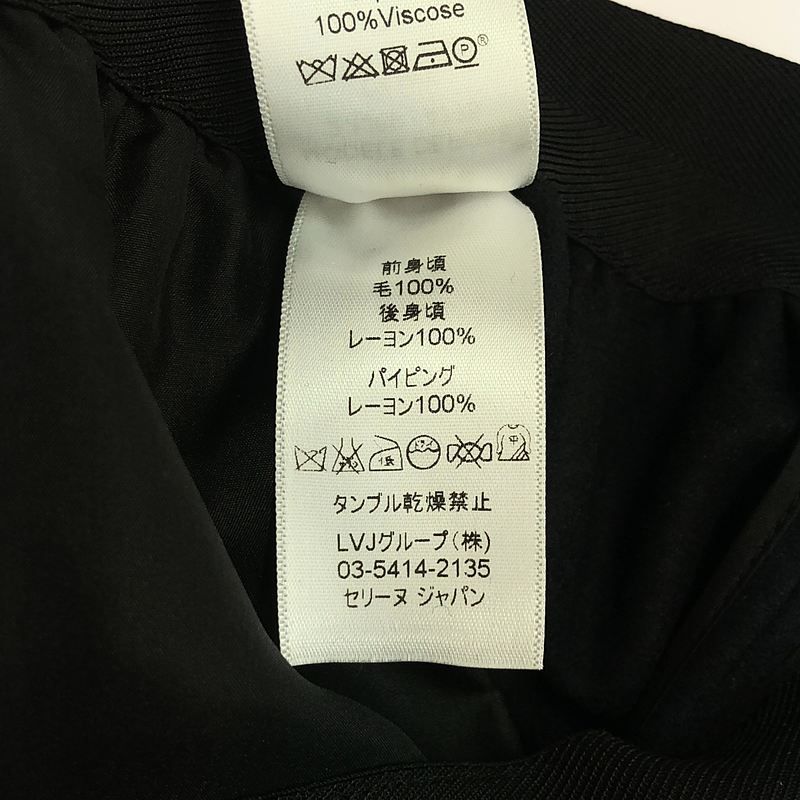 100%Viscose
前身頃
毛100%
後身頃
レーヨン100%
パイピング
レーヨン100%
タンブル乾燥禁止
LVJグループ(株)
03-5414-2135
セリーヌ ジャパン